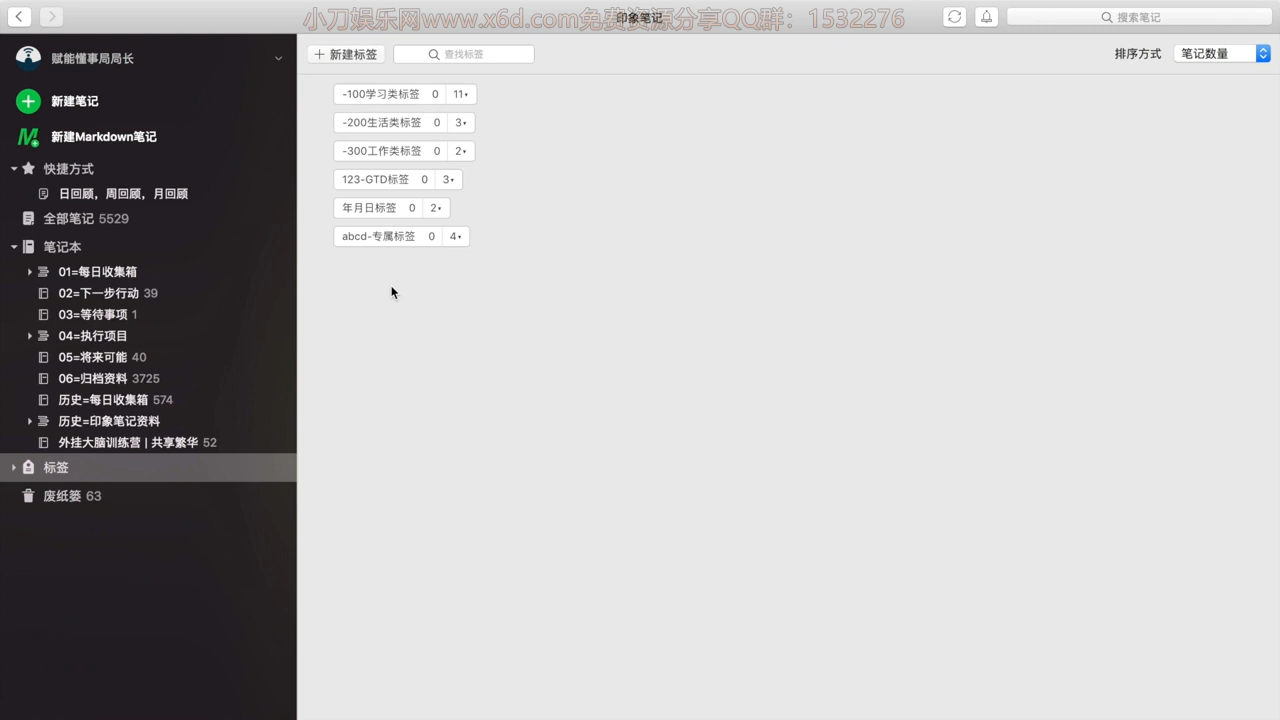 小刀娱乐网www.x6d.com免费资源分享QQ群：1532276
印象笔记
搜索笔记
赋能懂事局局长
新建标签
查找标签
排序方式
笔记数量
新建笔记
新建Markdown笔记
快捷方式
日回顾，周回顾，月回顾
全部笔记 5529
笔记本
01=每日收集箱
02=下一步行动 39
03=等待事项 1
04=执行项目
05=将来可能 40
06=归档资料 3725
历史=每日收集箱 574
历史=印象笔记资料
外挂大脑训练营 | 共享繁华 52
标签
废纸篓 63
-100学习类标签 0 11
-200生活类标签 0 3
-300工作类标签 0 2
123-GTD标签 0 3
年月日标签 0 2
abcd-专属标签 0 4